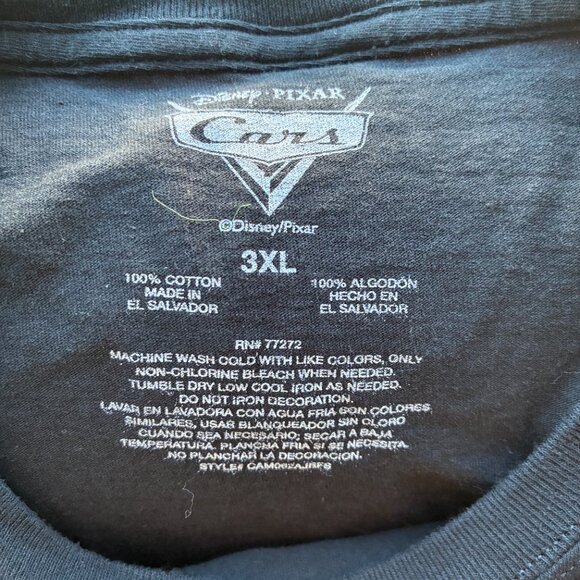 Disney · PIXAR
Cars
©Disney/Pixar
3XL
100% COTTON
MADE IN
EL SALVADOR
100% ALGODÓN
HECHO EN
EL SALVADOR
RN# 77272
MACHINE WASH COLD WITH LIKE COLORS, ONLY
NON-CHLORINE BLEACH WHEN NEEDED.
TUMBLE DRY LOW COOL IRON AS NEEDED.
DO NOT IRON DECORATION.
LAVAR EN LAVADORA CON AGUA FRIA SON COLORES
SIMILARES, USAR BLANQUEADOR SIN CLORO
CUANDO SEA NECESARIO; SECAR A BAJA
TEMPERATURA. PLANCHA FRIA SI SE NECESITA.
NO PLANCHAR LA DECORACION.
STYLE#